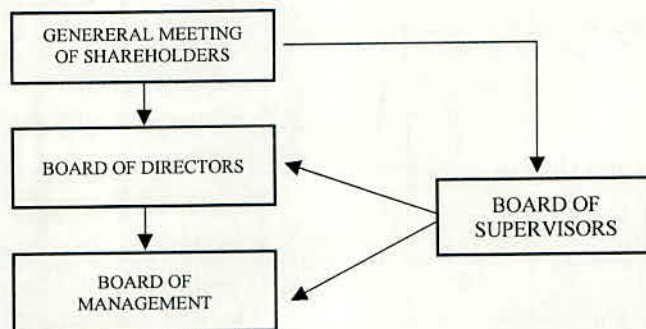 GENERERAL MEETING
OF SHAREHOLDERS
BOARD OF DIRECTORS
BOARD OF
SUPERVISORS
BOARD OF
MANAGEMENT